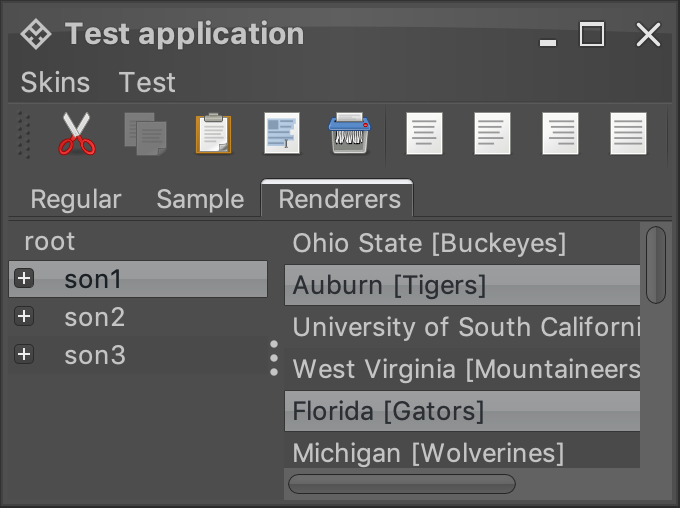 Test application
Skins Test
Regular Sample Renderers
root
son1
son2
son3
Ohio State [Buckeyes]
Auburn [Tigers]
University of South Californi
West Virginia [Mountaineers
Florida [Gators]
Michigan [Wolverines]